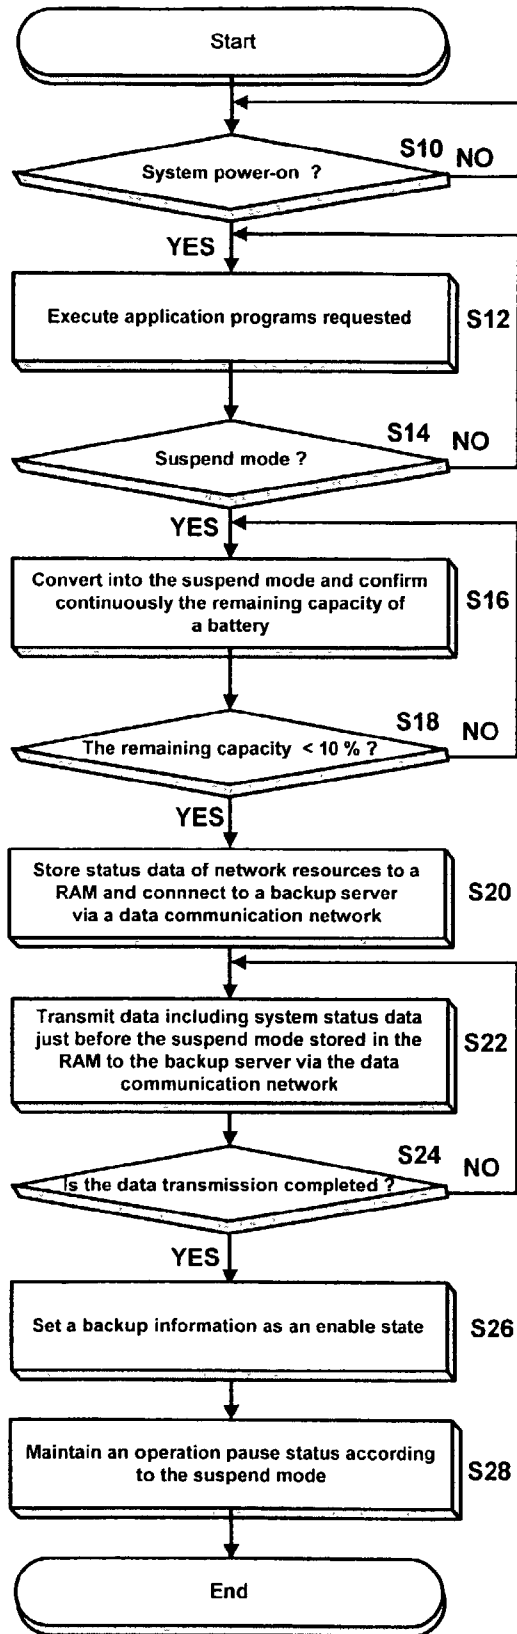 Start
S10
NO
System power-on ?
YES
Execute application programs requested
S12
S14
NO
Suspend mode ?
YES
Convert into the suspend mode and confirm
continuously the remaining capacity of
a battery
S16
S18
NO
The remaining capacity < 10 % ?
YES
Store status data of network resources to a
RAM and connnect to a backup server
via a data communication network
S20
Transmit data including system status data
just before the suspend mode stored in the
RAM to the backup server via the data
communication network
S22
S24
NO
Is the data transmission completed ?
YES
Set a backup information as an enable state
S26
Maintain an operation pause status according
to the suspend mode
S28
End